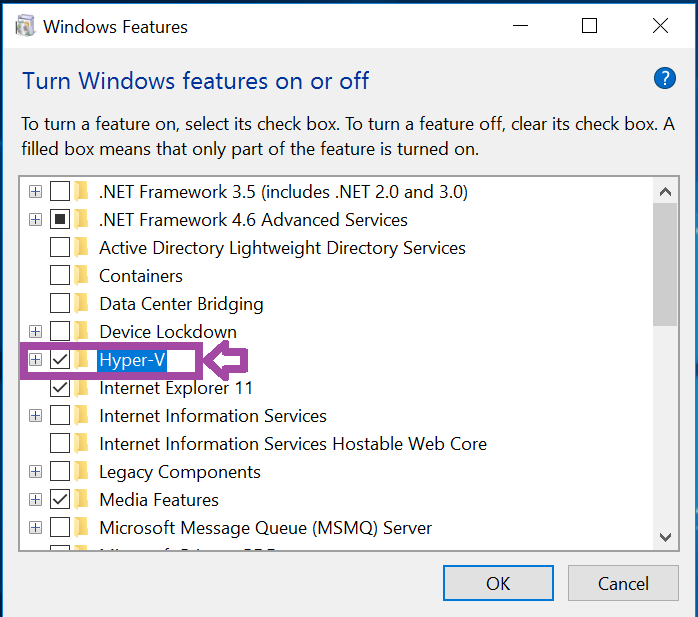 Windows Features
Turn Windows features on or off
?
To turn a feature on, select its check box. To turn a feature off, clear its check box. A
filled box means that only part of the feature is turned on.
.NET Framework 3.5 (includes .NET 2.0 and 3.0)
.NET Framework 4.6 Advanced Services
Active Directory Lightweight Directory Services
Containers
Data Center Bridging
Device Lockdown
Hyper-V
Internet Explorer 11
Internet Information Services
Internet Information Services Hostable Web Core
Legacy Components
Media Features
Microsoft Message Queue (MSMQ) Server
OK
Cancel